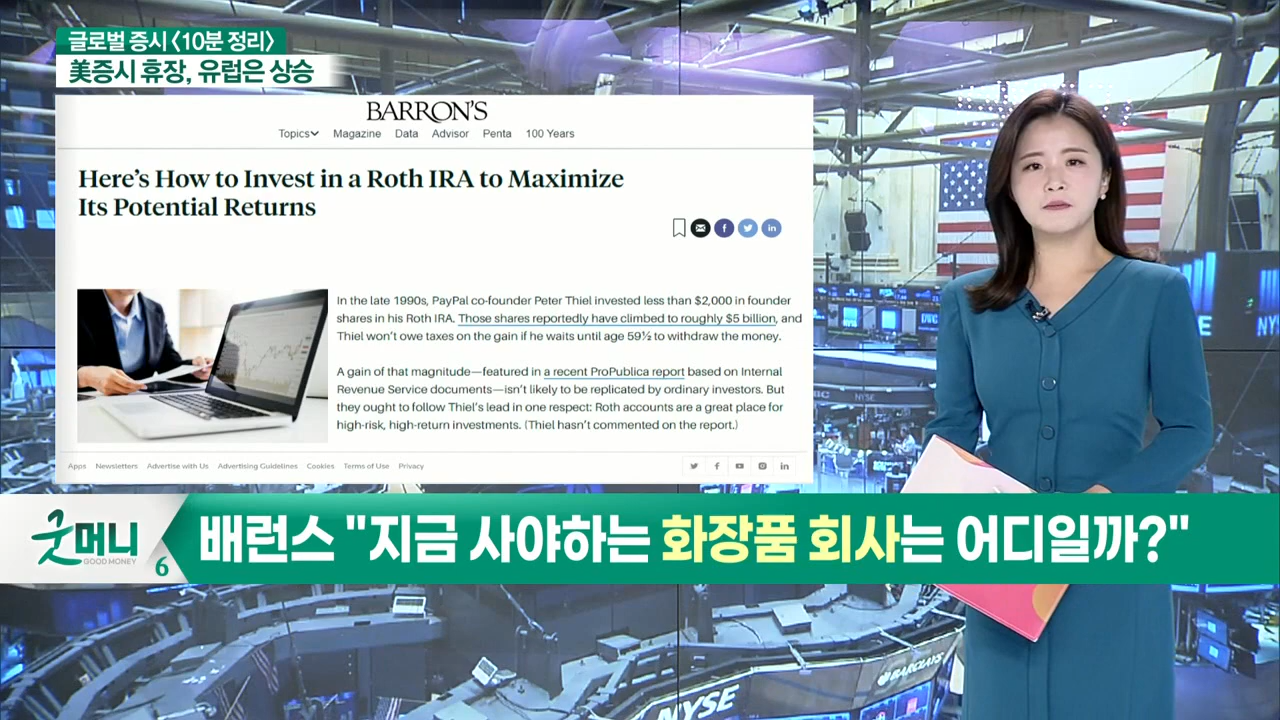 글로벌 증시 <10분 정리>
美증시 휴장, 유럽은 상승
BARRON'S
Topics Magazine Data Advisor Penta 100 Years
Here's How to Invest in a Roth IRA to Maximize
Its Potential Returns
In the late 1990s, PayPal co-founder Peter Thiel invested less than $2,000 in founder
shares in his Roth IRA. Those shares reportedly have climbed to roughly $5 billion, and
Thiel won't owe taxes on the gain if he waits until age 59½ to withdraw the money.
A gain of that magnitude—featured in a recent ProPublica report based on Internal
Revenue Service documents—isn't likely to be replicated by ordinary investors. But
they ought to follow Thiel's lead in one respect: Roth accounts are a great place for
high-risk, high-return investments. (Thiel hasn't commented on the report.)
Apps Newsletters Advertise with Us Advertising Guidelines Cookies Terms of Use Privacy
굿머니
GOOD MONEY
6
배런스 "지금 사야하는 화장품 회사는 어디일까?"
NYSE
BARCLAYS